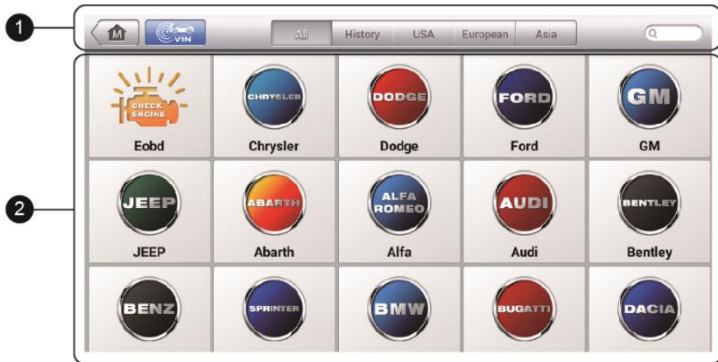 1
M
VIN
All History USA European Asia
2
CHECK
ENGINE
CHRYSLER DODGE FORD GM
Eobd Chrysler Dodge Ford GM
JEEP ABARTH ALFA
ROMEO AUDI BENTLEY
JEEP Abarth Alfa Audi Bentley
BENZ SPRINTER BMW BUGATTI DACIA